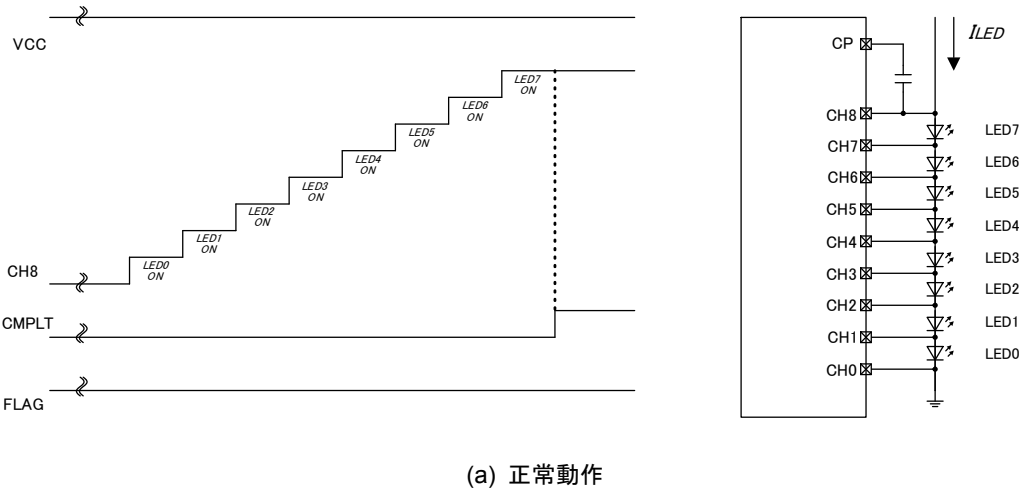 VCC
CH8
CMPLT
FLAG
LED0
ON
LED1
ON
LED2
ON
LED3
ON
LED4
ON
LED5
ON
LED6
ON
LED7
ON
CP
CH8
CH7
CH6
CH5
CH4
CH3
CH2
CH1
CH0
ILED
LED7
LED6
LED5
LED4
LED3
LED2
LED1
LED0
(a) 正常動作